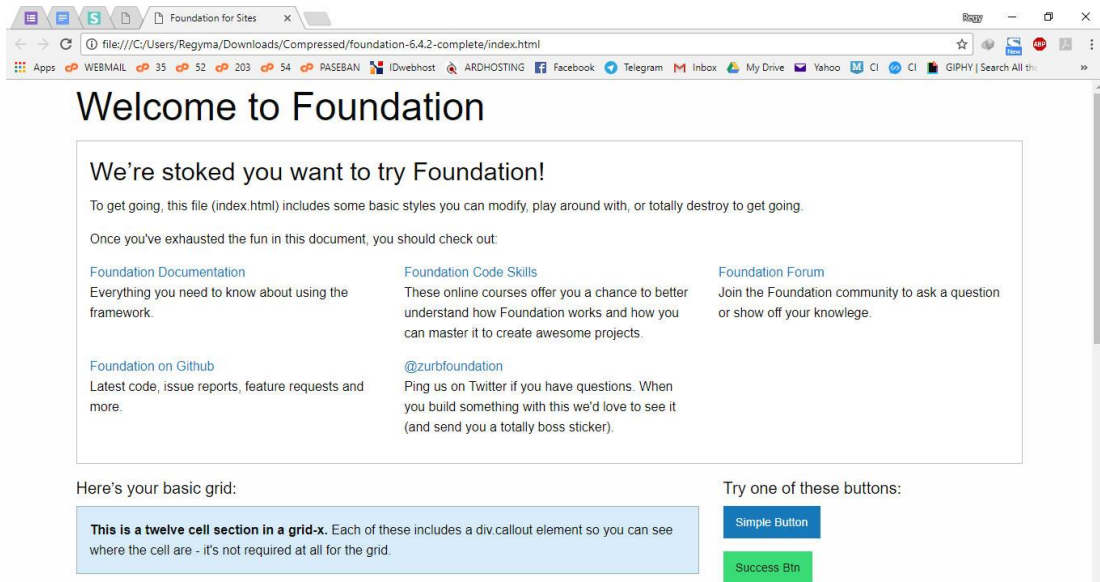 Foundation for Sites
Regy
file:///C:/Users/Regyma/Downloads/Compressed/foundation-6.4.2-complete/index.html
New
ABP
Apps cP WEBMAIL cP 35 cP 52 cP 203 cP 54 cP PASEBAN IDwebhost ARDHOSTING Facebook Telegram Inbox My Drive Yahoo CI CI GIPHY | Search All
Welcome to Foundation
We’re stoked you want to try Foundation!
To get going, this file (index.html) includes some basic styles you can modify, play around with, or totally destroy to get going.
Once you've exhausted the fun in this document, you should check out:
Foundation Documentation
Everything you need to know about using the
framework.
Foundation Code Skills
These online courses offer you a chance to better
understand how Foundation works and how you
can master it to create awesome projects.
Foundation Forum
Join the Foundation community to ask a question
or show off your knowlege.
Foundation on Github
Latest code, issue reports, feature requests and
more.
@zurbfoundation
Ping us on Twitter if you have questions. When
you build something with this we'd love to see it
(and send you a totally boss sticker).
Here’s your basic grid:
This is a twelve cell section in a grid-x. Each of these includes a div.callout element so you can see
where the cell are - it's not required at all for the grid.
Try one of these buttons:
Simple Button
Success Btn